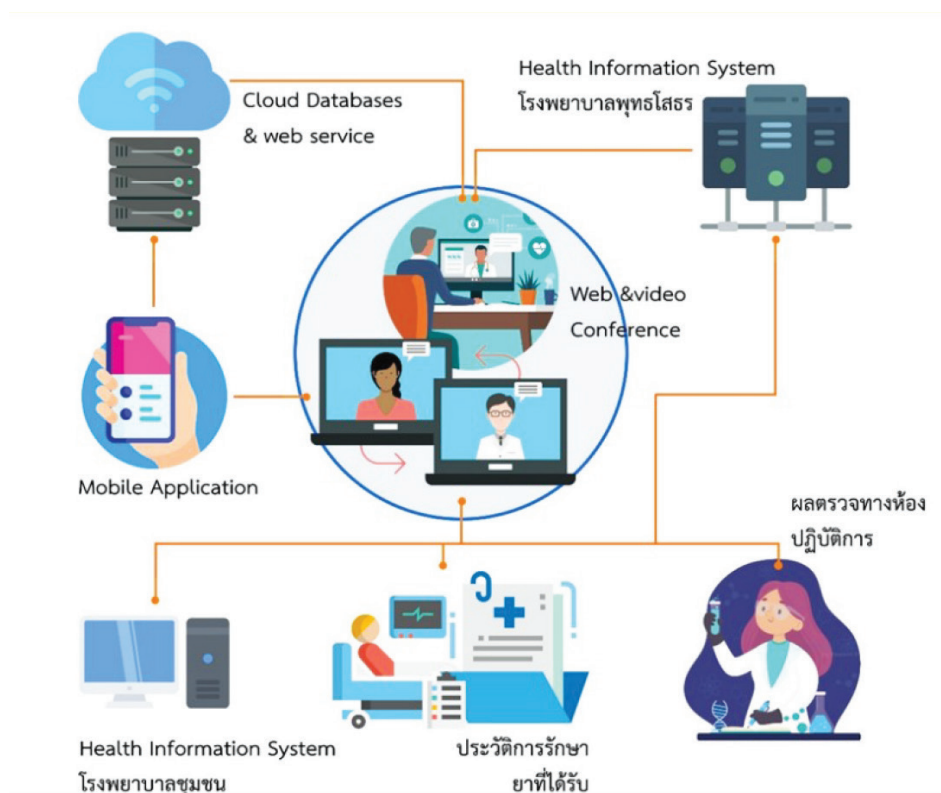 Cloud Databases
& web service
Health Information System
โรงพยาบาลพุทธโสธร
Web &video
Conference
Mobile Application
ผลตรวจทางห้อง
ปฏิบัติการ
Health Information System
โรงพยาบาลชุมชน
ประวัติการรักษา
ยาที่ได้รับ